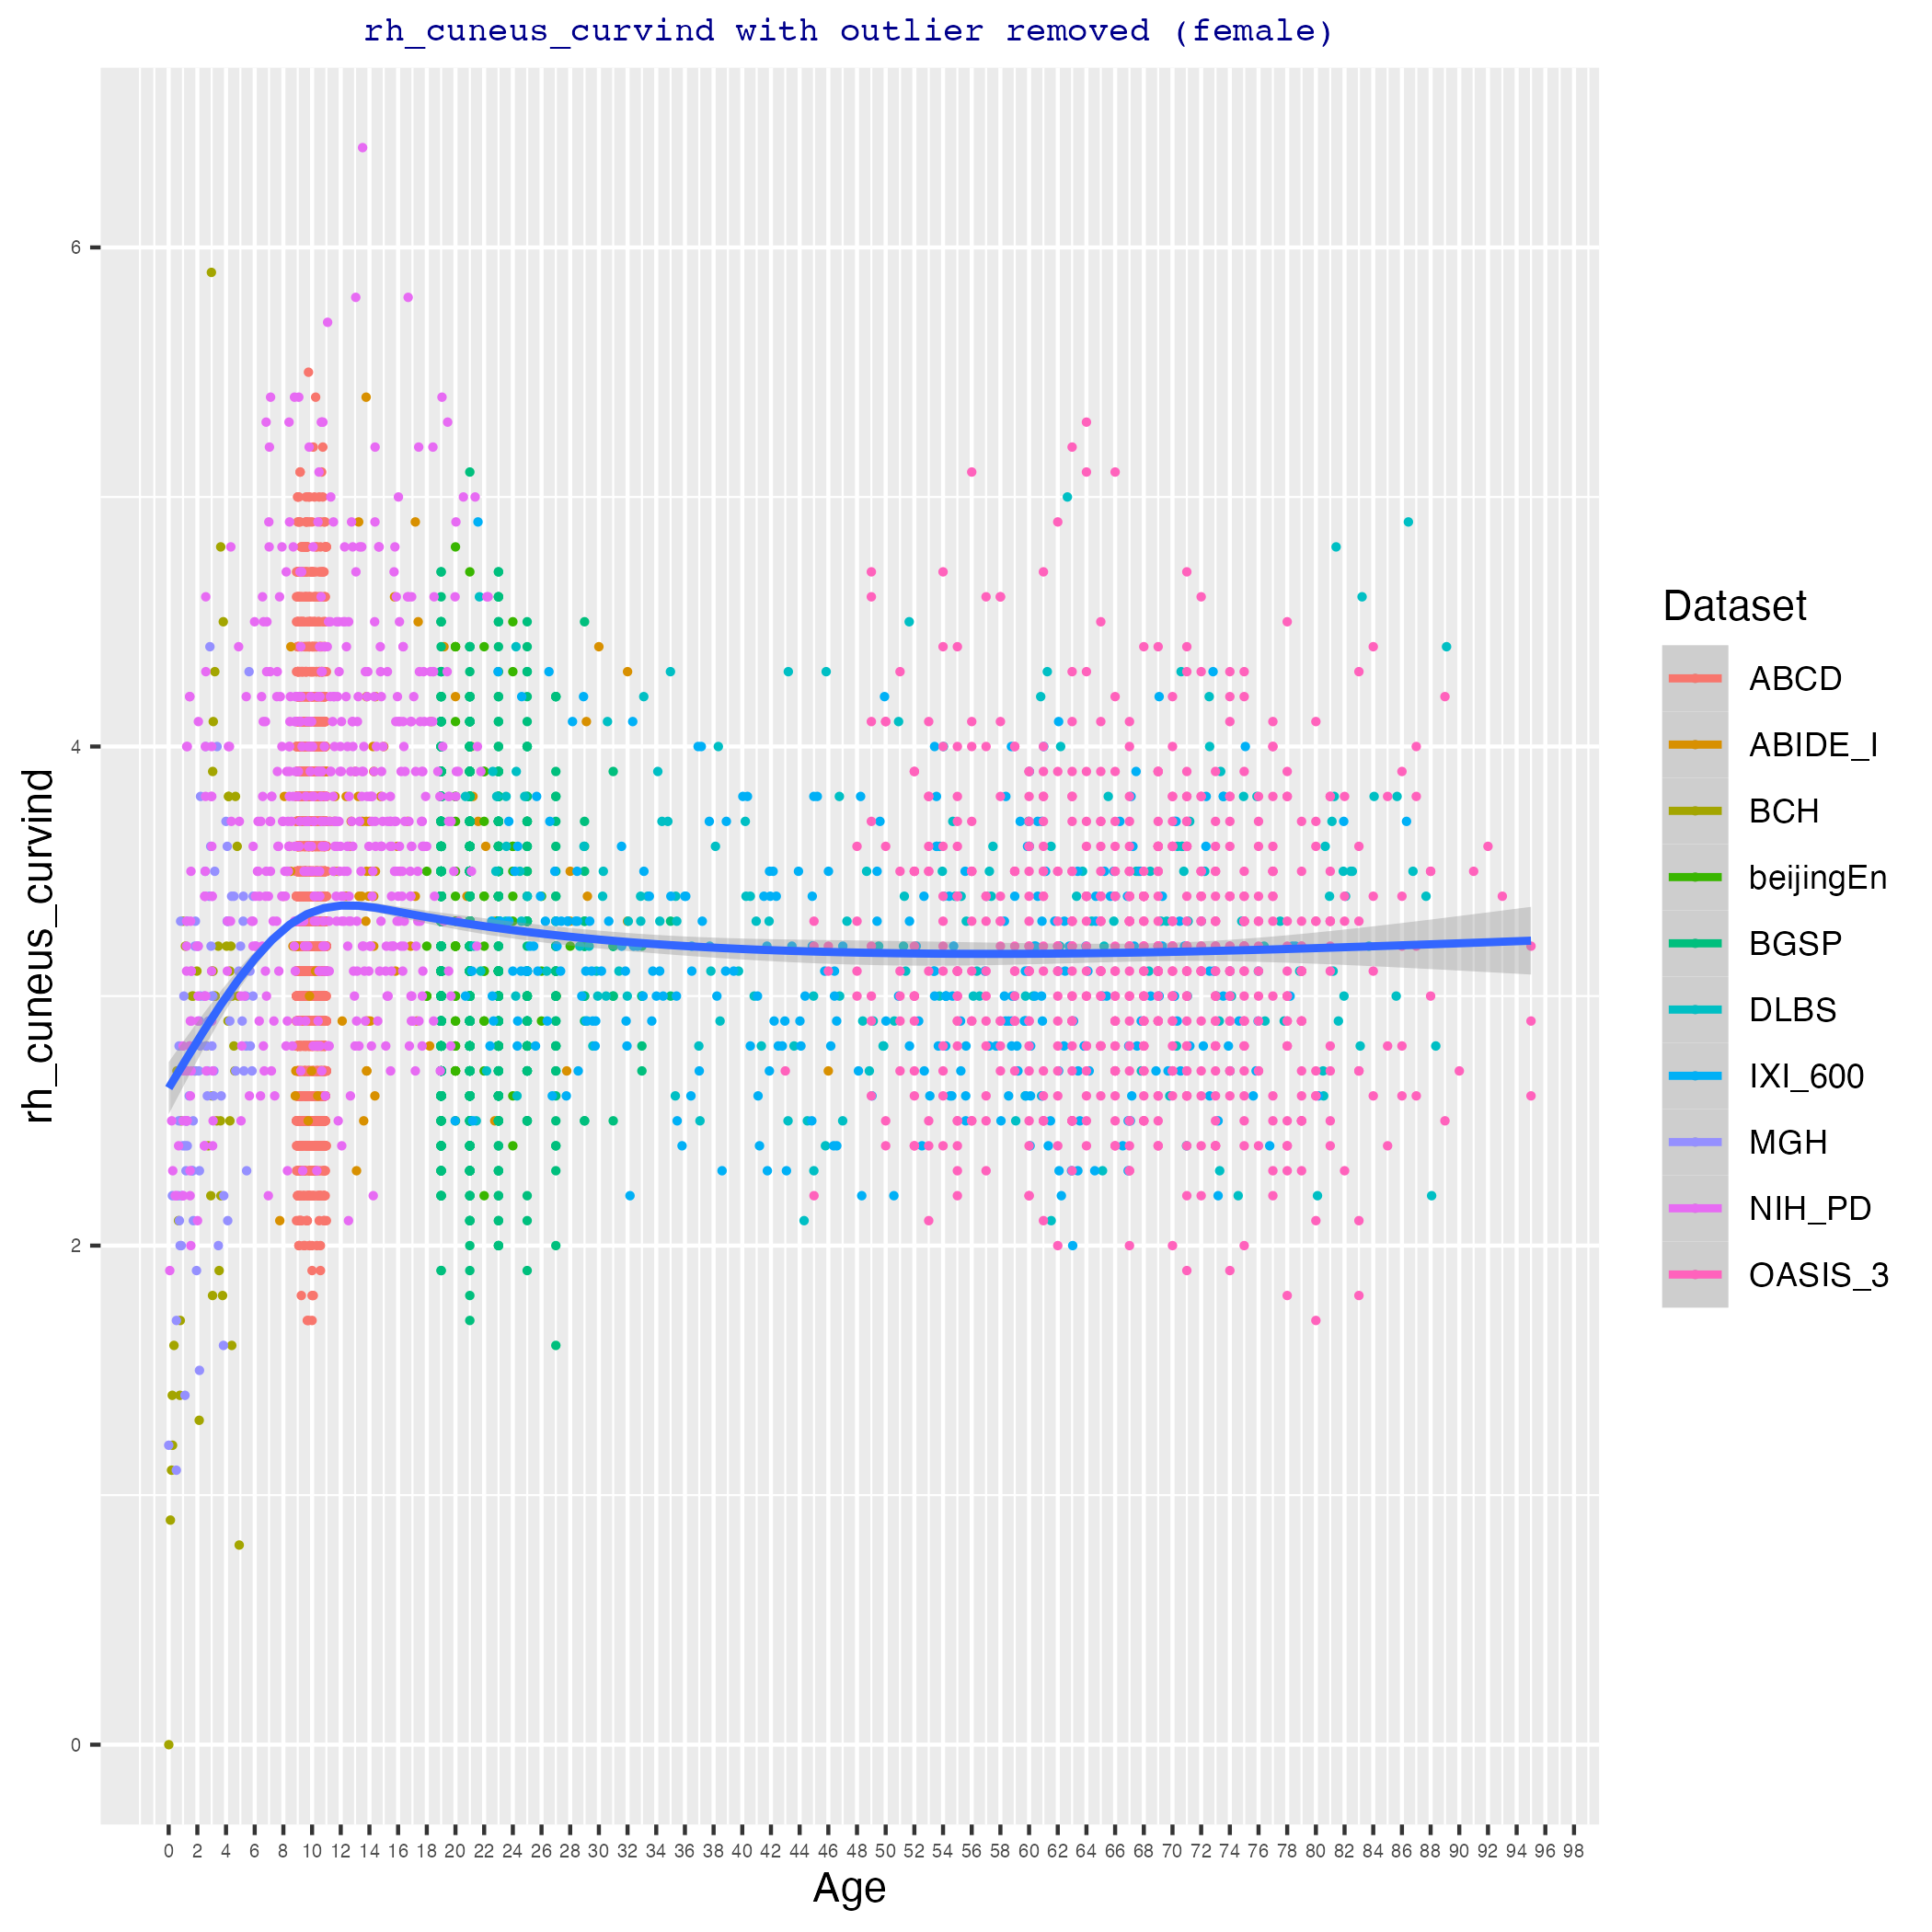 rh_cuneus_curvind with outlier removed (female)
rh_cuneus_curvind
6
4
2
0
0 2 4 6 8 10 12 14 16 18 20 22 24 26 28 30 32 34 36 38 40 42 44 46 48 50 52 54 56 58 60 62 64 66 68 70 72 74 76 78 80 82 84 86 88 90 92 94 96 98
Age
Dataset
ABCD
ABIDE_I
BCH
beijingEn
BGSP
DLBS
IXI_600
MGH
NIH_PD
OASIS_3